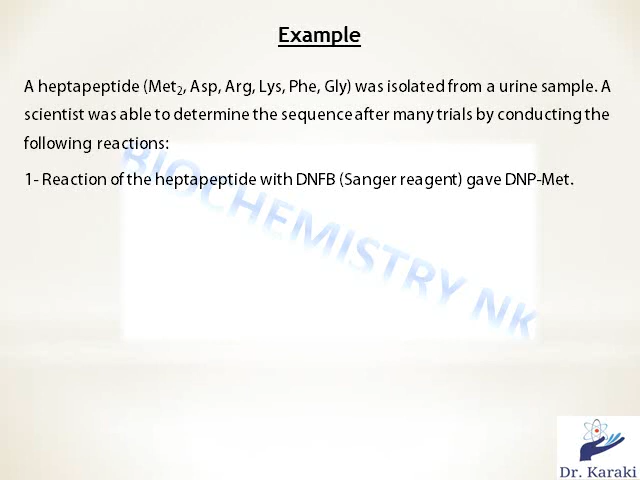 Example
A heptapeptide (Met₂, Asp, Arg, Lys, Phe, Gly) was isolated from a urine sample. A
scientist was able to determine the sequence after many trials by conducting the
following reactions:
1- Reaction of the heptapeptide with DNFB (Sanger reagent) gave DNP-Met.
BIOCHEMISTRY NK
Dr. Karaki